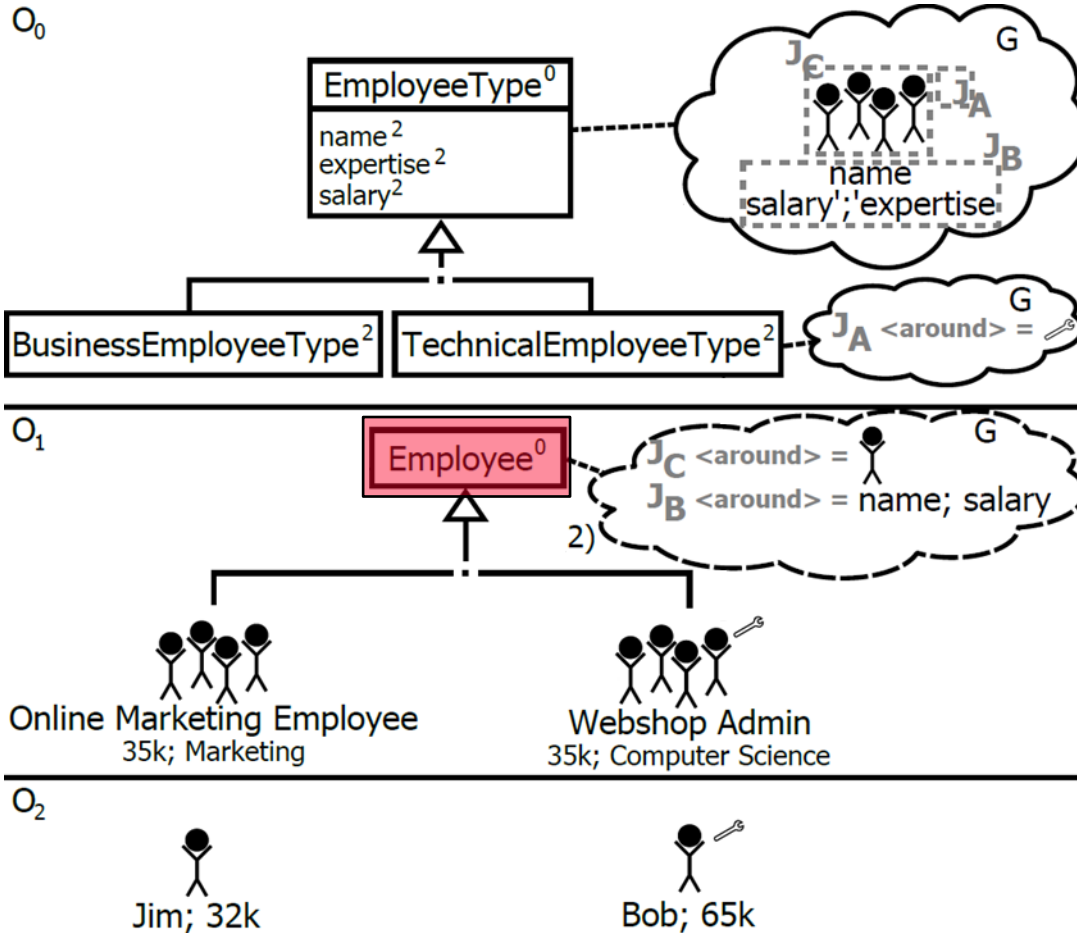 O0
G
EmployeeType0
JC
JA
name2
expertise2
salary2
JB
name
salary';'expertise
BusinessEmployeeType2
TechnicalEmployeeType2
G
JA <around> =
O1
Employee0
G
JC <around> =
JB <around> = name; salary
2)
Online Marketing Employee
35k; Marketing
Webshop Admin
35k; Computer Science
O2
Jim; 32k
Bob; 65k